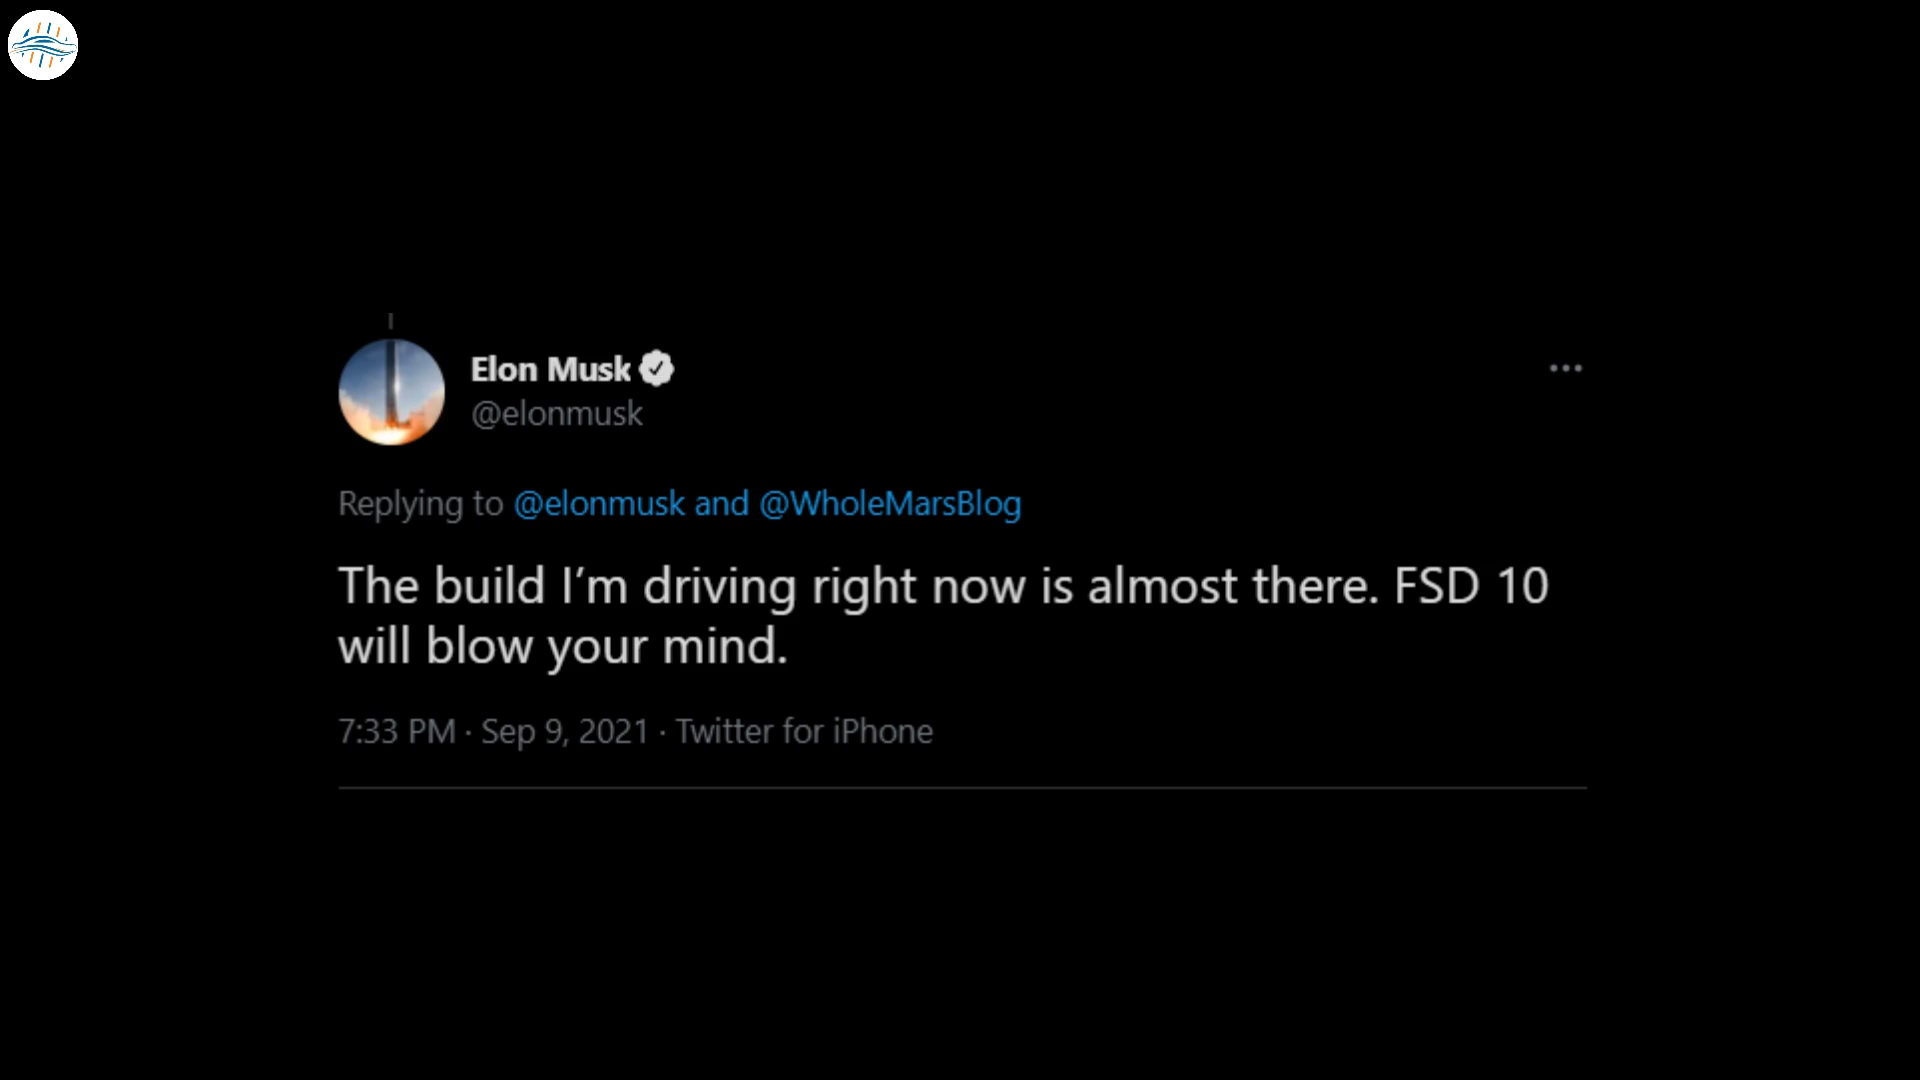 Elon Musk
@elonmusk
Replying to @elonmusk and @WholeMarsBlog
The build I’m driving right now is almost there. FSD 10
will blow your mind.
7:33 PM · Sep 9, 2021 · Twitter for iPhone